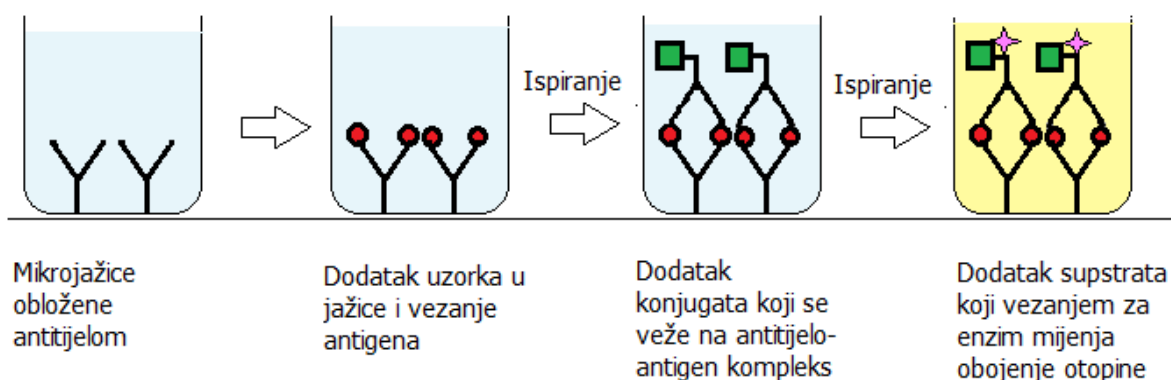 Ispiranje
Ispiranje
Mikrojažice
obložene
antitijelom
Dodatak uzorka u
jažice i vezanje
antigena
Dodatak
konjugata koji se
veže na antitijelo-
antigen kompleks
Dodatak supstrata
koji vezanjem za
enzim mijenja
obojenje otopine